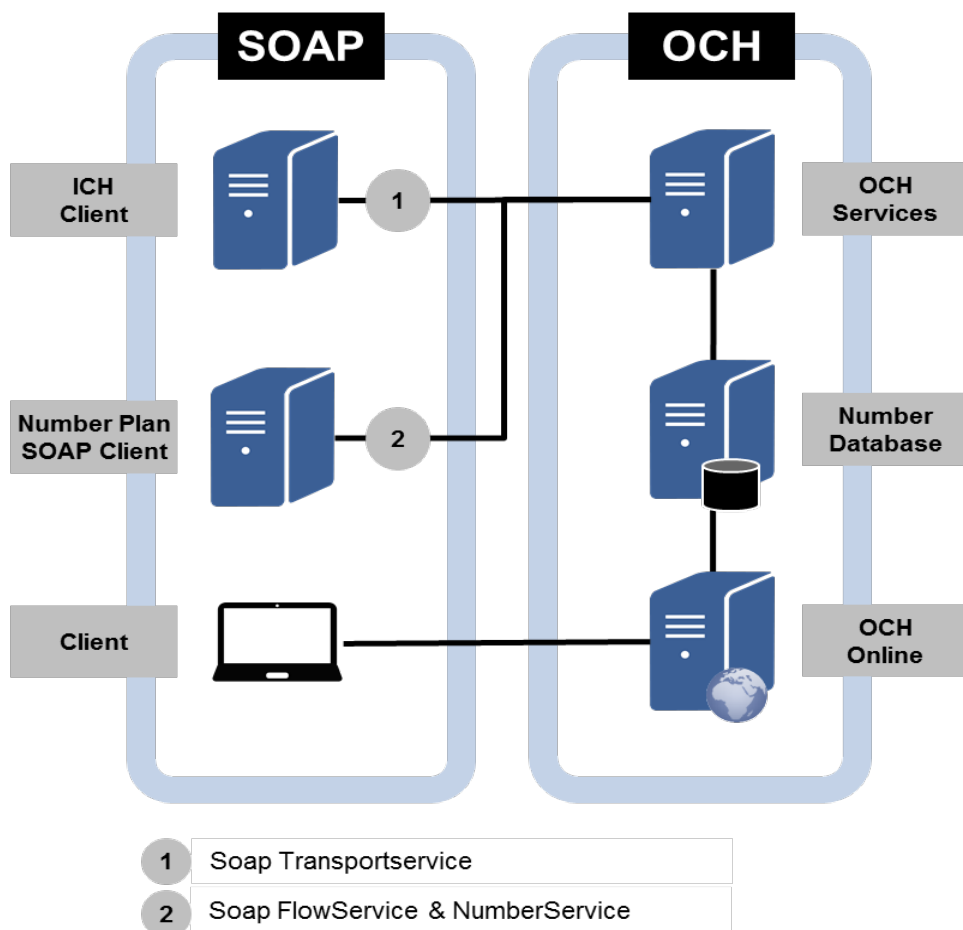 SOAP
OCH
ICH
Client
1
OCH
Services
Number Plan
SOAP Client
2
Number
Database
Client
OCH
Online
1 Soap Transportservice
2 Soap FlowService & NumberService